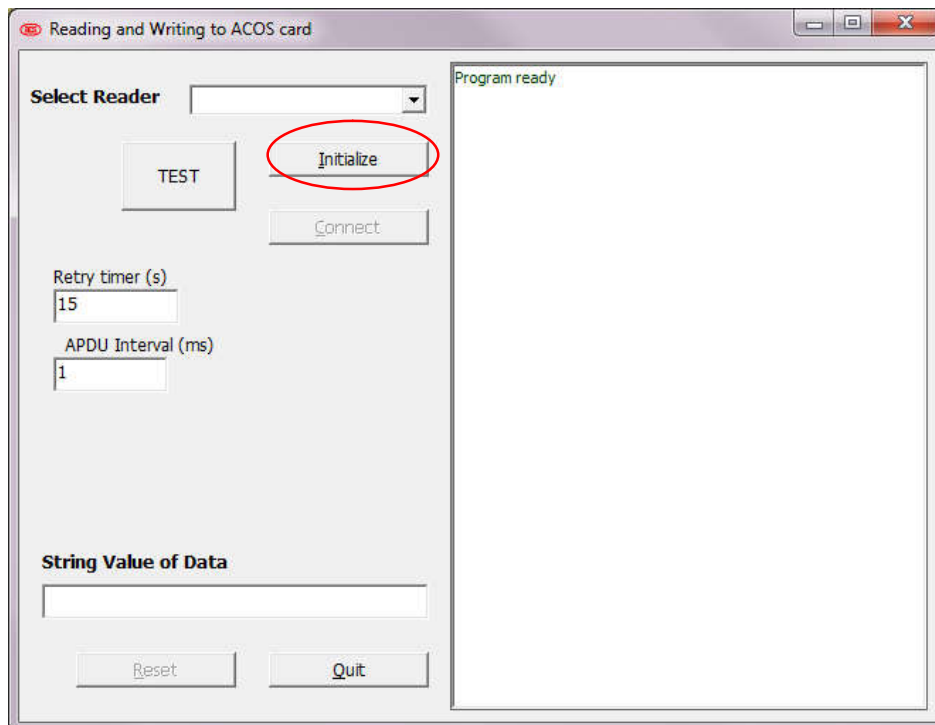 Reading and Writing to ACOS card
Select Reader
Program ready
Initialize
TEST
Connect
Retry timer (s)
15
APDU Interval (ms)
1
String Value of Data
Reset
Quit